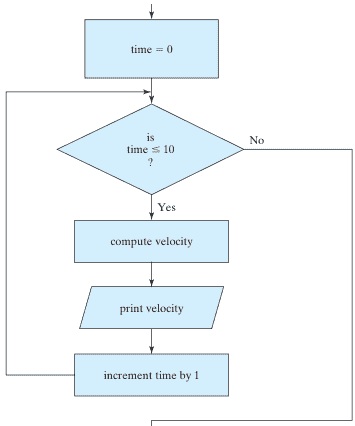 time = 0
is
time ≤ 10
?
No
Yes
compute velocity
print velocity
increment time by 1